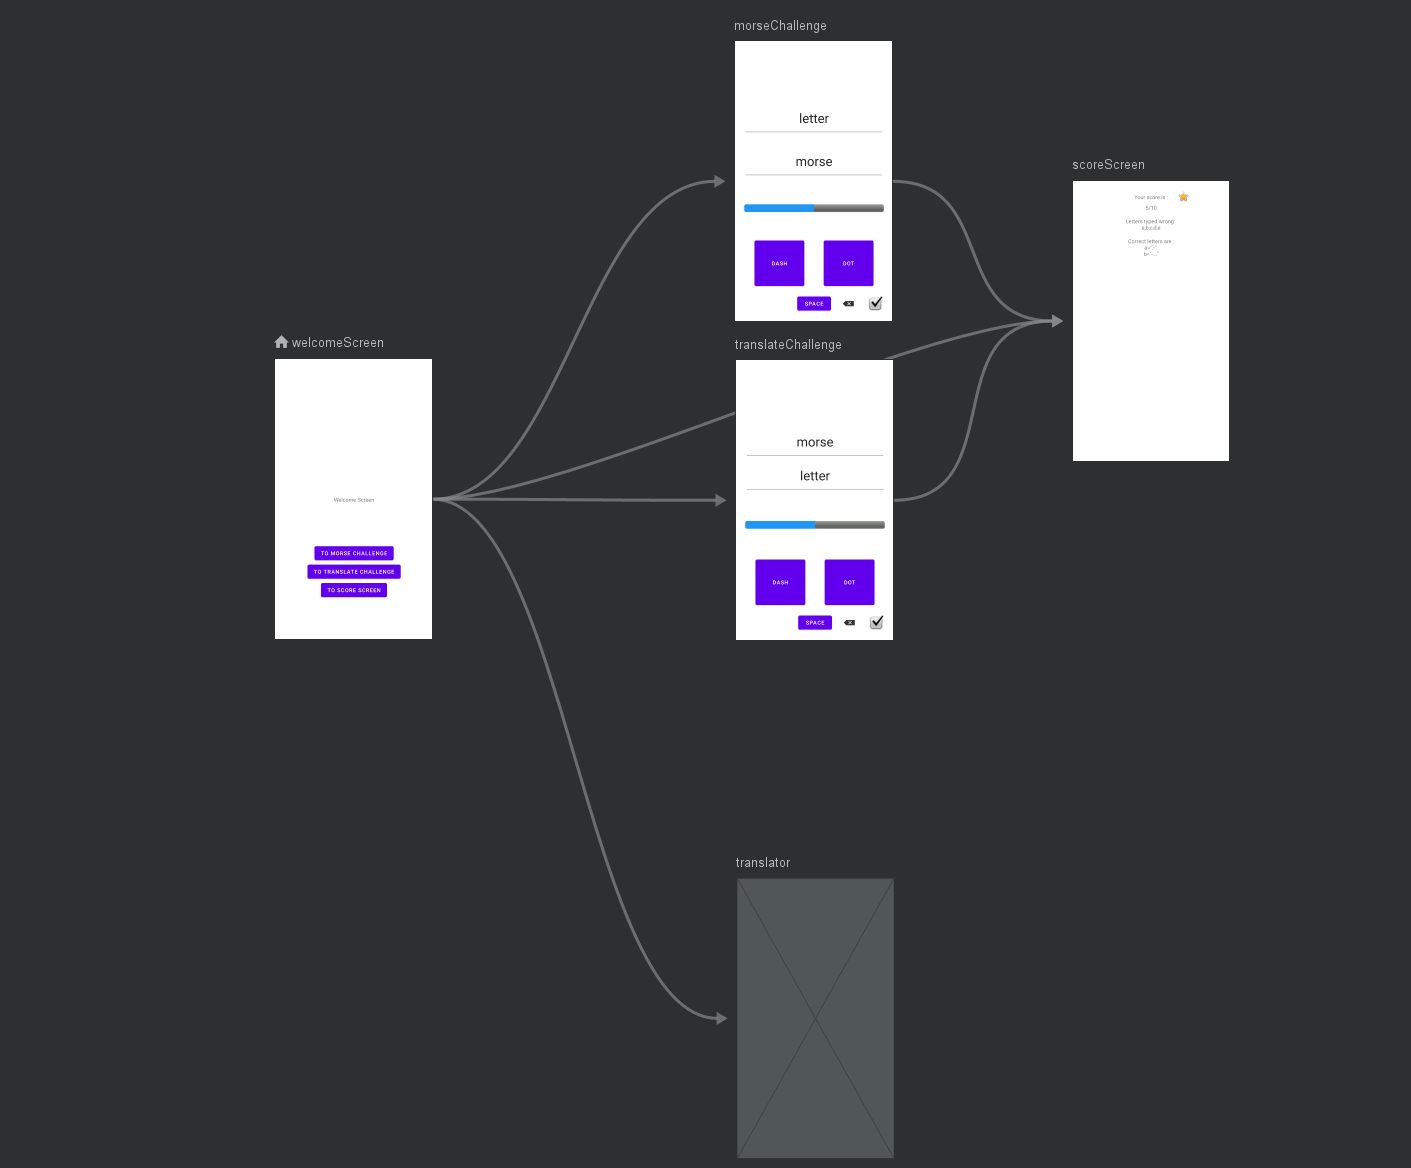 morseChallenge
letter
morse
DASH
DOT
SPACE
scoreScreen
Your score is :
5/10
Letters typed wrong:
a,b,c,d,e
Correct letters are :
welcomeScreen
Welcome Screen
TO MORSE CHALLENGE
TO TRANSLATE CHALLENGE
TO SCORE SCREEN
translateChallenge
morse
letter
DASH
DOT
SPACE
translator